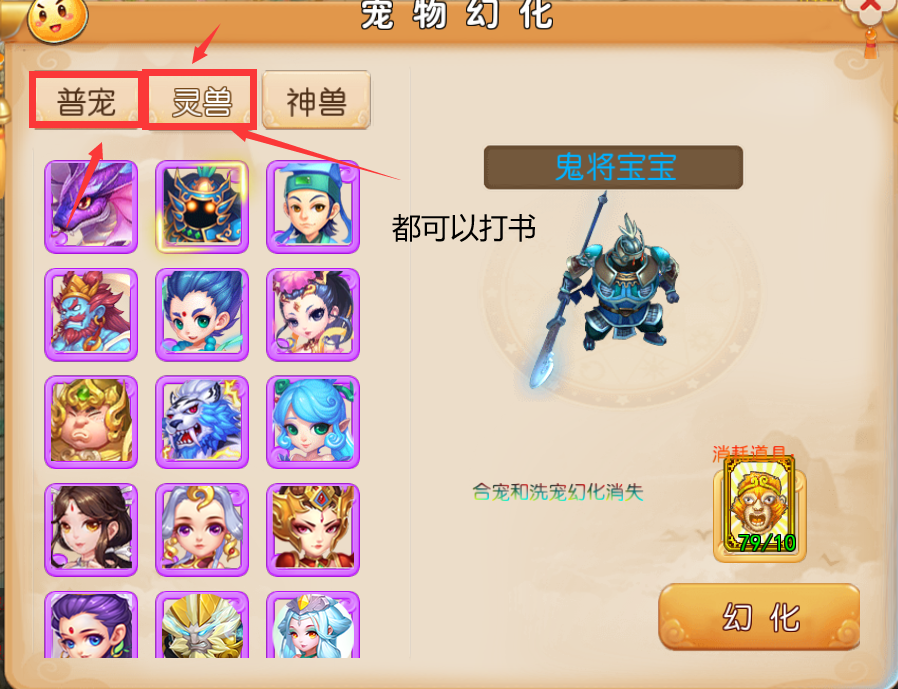 宠物幻化
普宠 灵兽 神兽
鬼将宝宝
都可以打书
消耗道具:
合宠和洗宠幻化消失
79/10
幻化